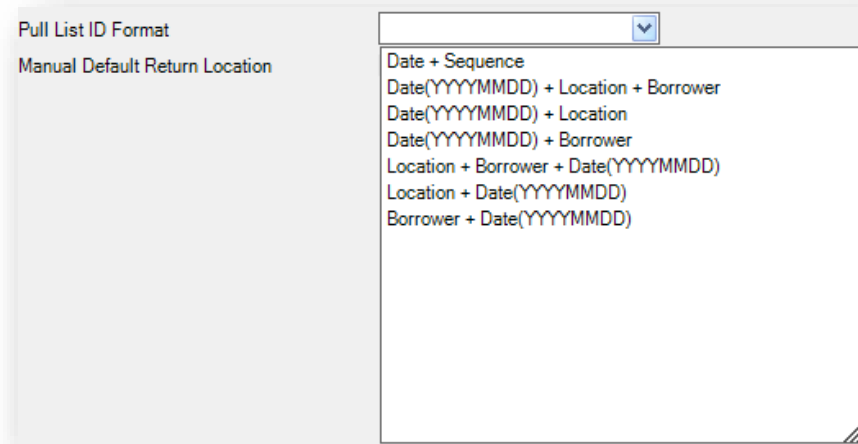 Pull List ID Format
Manual Default Return Location
Date + Sequence
Date(YYYYMMDD) + Location + Borrower
Date(YYYYMMDD) + Location
Date(YYYYMMDD) + Borrower
Location + Borrower + Date(YYYYMMDD)
Location + Date(YYYYMMDD)
Borrower + Date(YYYYMMDD)